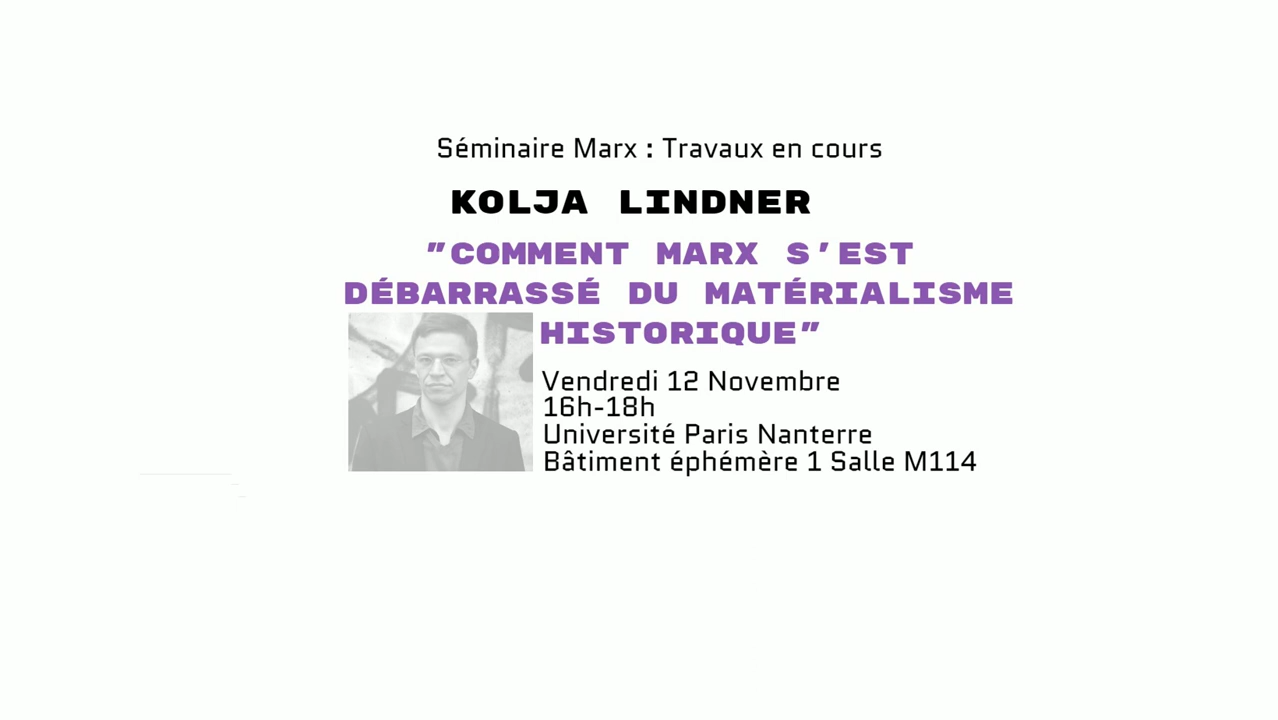 Séminaire Marx : Travaux en cours
KOLJA LINDNER
"COMMENT MARX S'EST
DÉBARRASSÉ DU MATÉRIALISME
HISTORIQUE"
Vendredi 12 Novembre
16h-18h
Université Paris Nanterre
Bâtiment éphémère 1 Salle M114